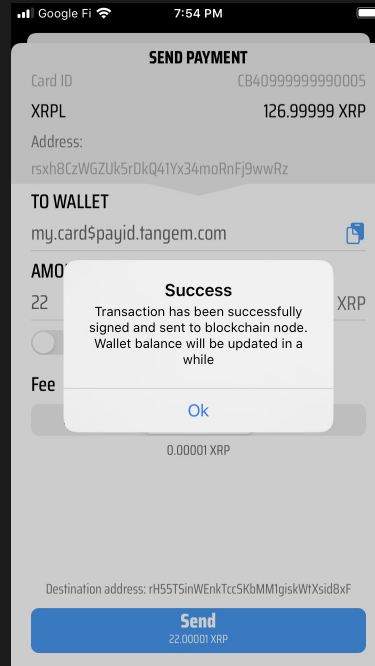 Google Fi 7:54 PM
SEND PAYMENT
Card ID CB40999999990005
XRPL 126.99999 XRP
Address:
rsxh8CzWGZUk5rDkQ41Yx34moRnFj9wwRz
TO WALLET
my.card$payid.tangem.com
AMO
22 XRP
Success
Transaction has been successfully
signed and sent to blockchain node.
Wallet balance will be updated in a
while
Fee
Ok
0.00001 XRP
Destination address: rH55TSinWEnkTccSKbMM1giskWtXsid8xF
Send
22.00001 XRP